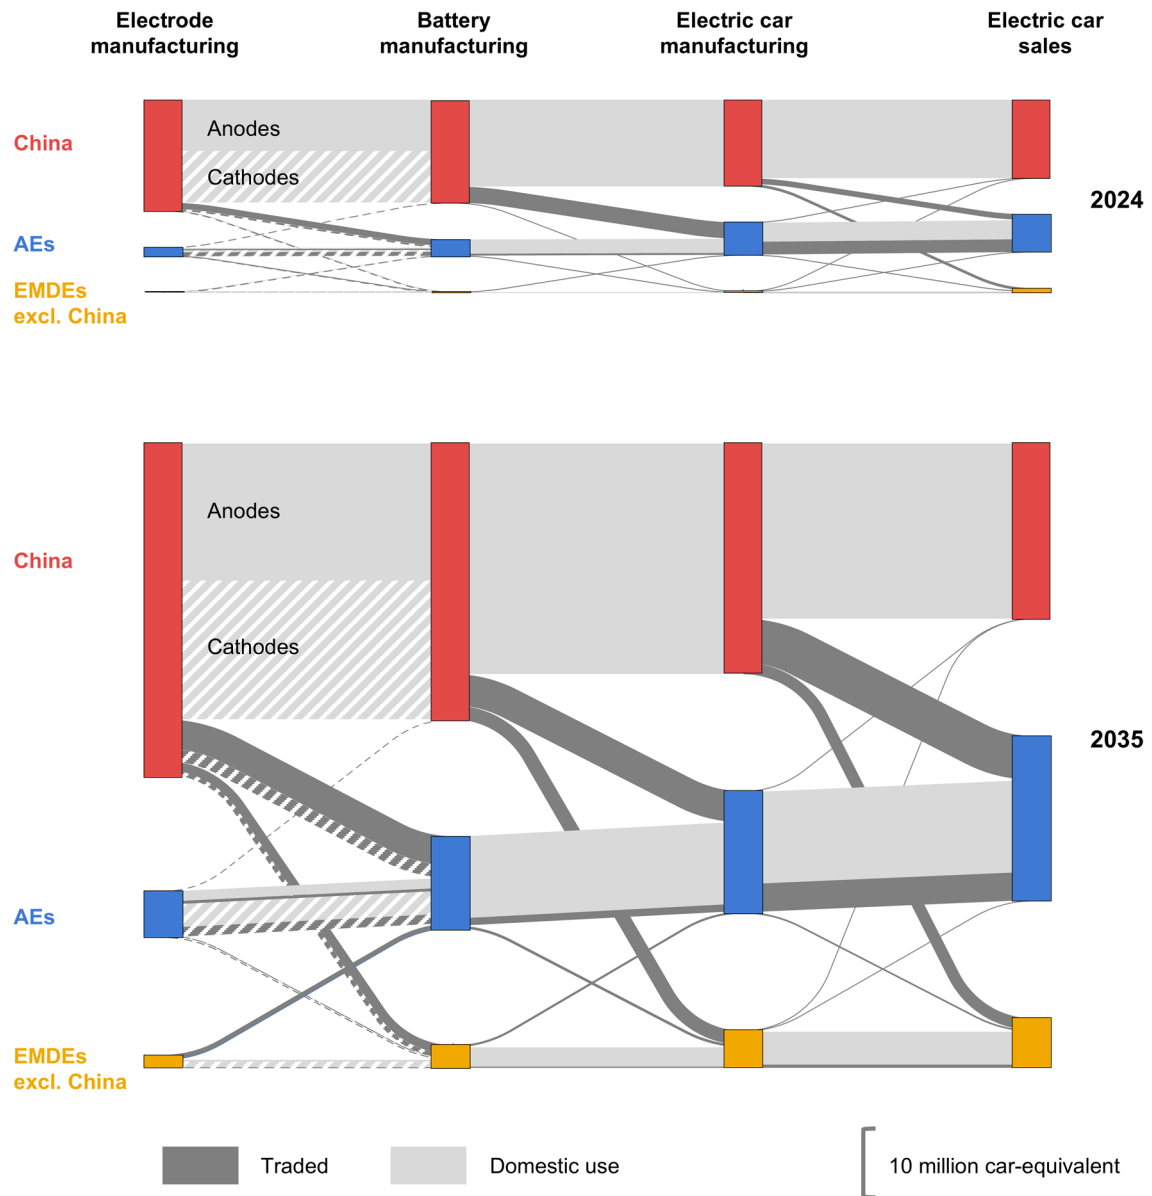 Electrode
manufacturing
Battery
manufacturing
Electric car
manufacturing
Electric car
sales
China
Anodes
Cathodes
2024
AEs
EMDEs
excl. China
China
Anodes
Cathodes
2035
AEs
EMDEs
excl. China
Traded
Domestic use
10 million car-equivalent